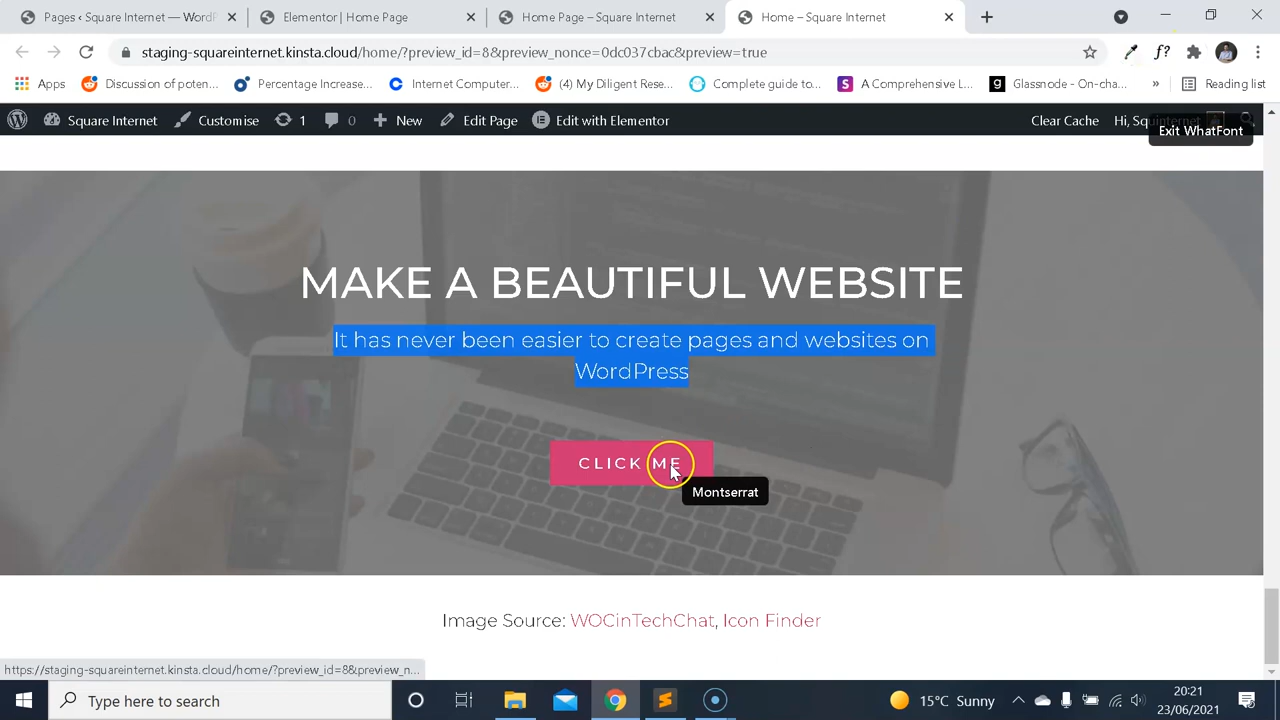 Pages ‹ Square Internet — WordP
Elementor | Home Page
Home Page – Square Internet
Home – Square Internet
staging-squareinternet.kinsta.cloud/home/?preview_id=8&preview_nonce=0dc037cbac&preview=true
f?
Apps
Discussion of poten...
Percentage Increase...
Internet Computer...
(4) My Diligent Rese...
Complete guide to...
A Comprehensive L...
Glassnode - On-cha...
»
Reading list
Square Internet
Customise
1
0
New
Edit Page
Edit with Elementor
Clear Cache
Hi, Squinternet
Exit WhatFont
MAKE A BEAUTIFUL WEBSITE
It has never been easier to create pages and websites on
WordPress
CLICK ME
Montserrat
Image Source: WOCinTechChat, Icon Finder
https://staging-squareinternet.kinsta.cloud/home/?preview_id=8&preview_n...
Type here to search
15°C Sunny
20:21
23/06/2021